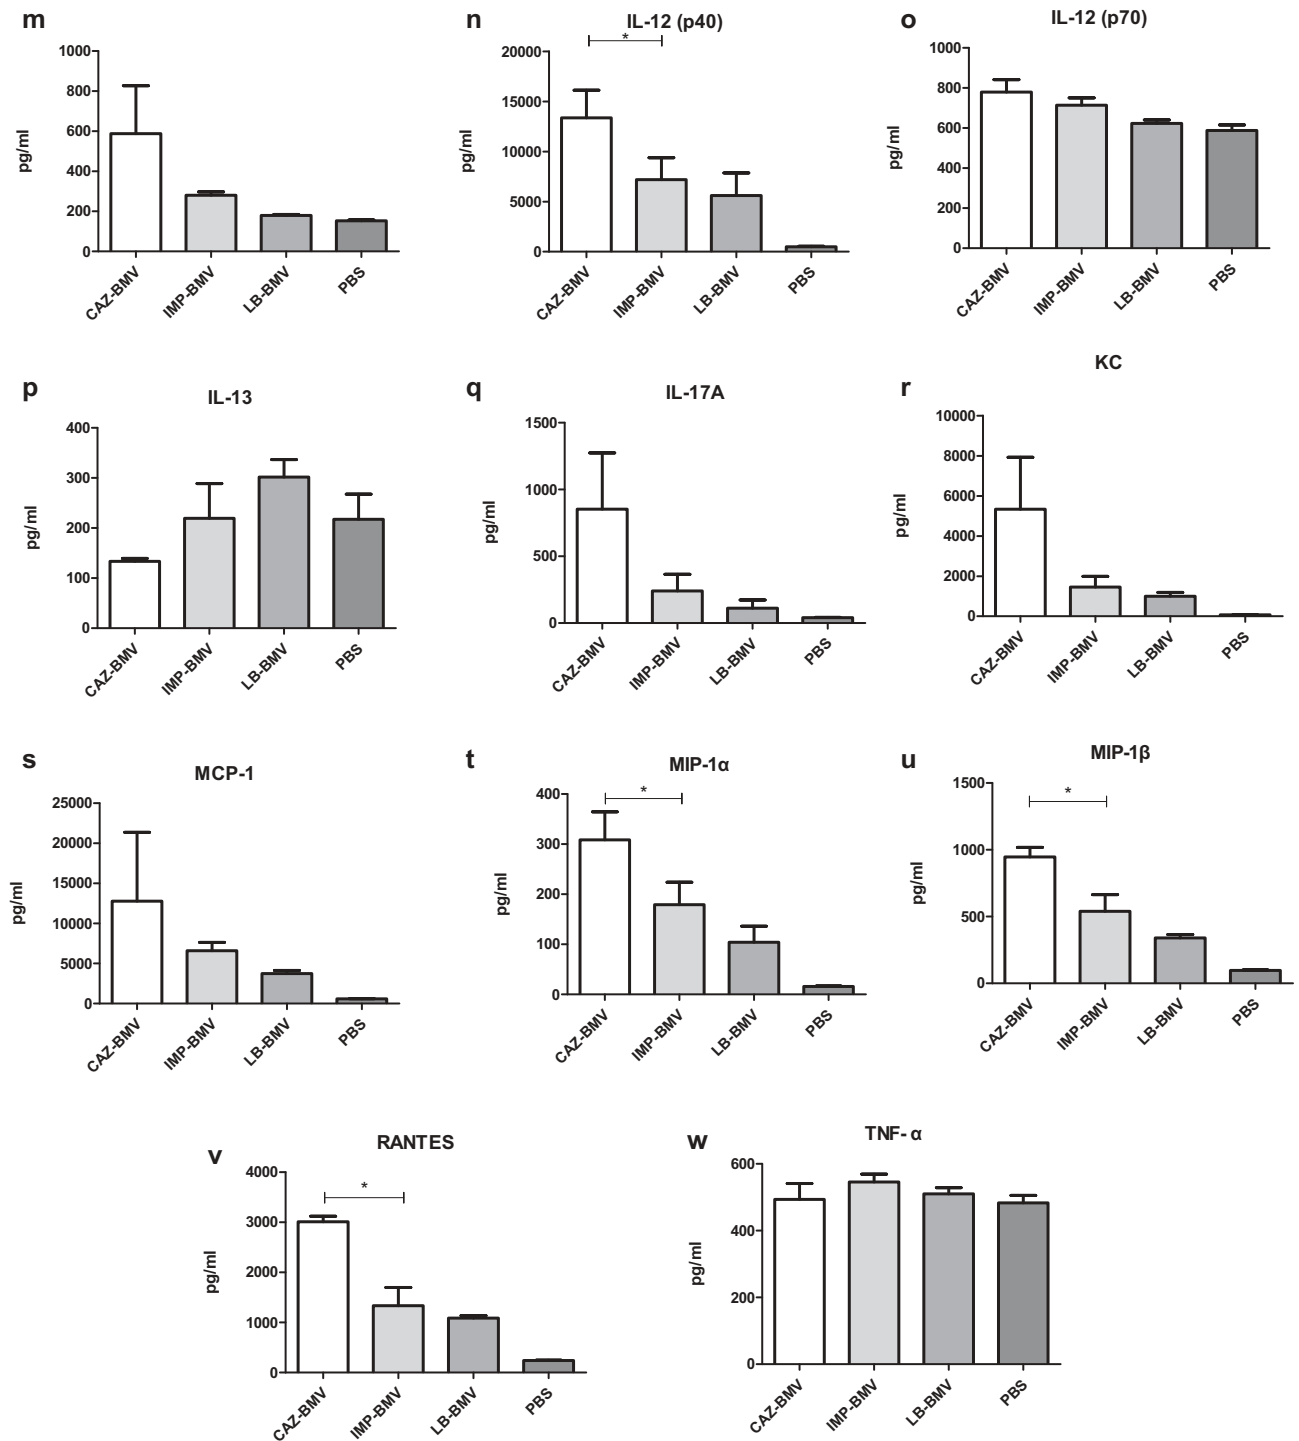 m
1000
800
600
400
200
0
pg/ml
CAZ-BMV
IMP-BMV
LB-BMV
PBS
n
IL-12 (p40)
*
20000
15000
10000
5000
0
pg/ml
CAZ-BMV
IMP-BMV
LB-BMV
PBS
o
IL-12 (p70)
1000
800
600
400
200
0
pg/ml
CAZ-BMV
IMP-BMV
LB-BMV
PBS
p
IL-13
400
300
200
100
0
pg/ml
CAZ-BMV
IMP-BMV
LB-BMV
PBS
q
IL-17A
1500
1000
500
0
pg/ml
CAZ-BMV
IMP-BMV
LB-BMV
PBS
r
KC
10000
8000
6000
4000
2000
0
pg/ml
CAZ-BMV
IMP-BMV
LB-BMV
PBS
s
MCP-1
25000
20000
15000
10000
5000
0
pg/ml
CAZ-BMV
IMP-BMV
LB-BMV
PBS
t
MIP-1α
*
400
300
200
100
0
pg/ml
CAZ-BMV
IMP-BMV
LB-BMV
PBS
u
MIP-1β
*
1500
1000
500
0
pg/ml
CAZ-BMV
IMP-BMV
LB-BMV
PBS
v
RANTES
*
4000
3000
2000
1000
0
pg/ml
CAZ-BMV
IMP-BMV
LB-BMV
PBS
w
TNF- α
600
400
200
0
pg/ml
CAZ-BMV
IMP-BMV
LB-BMV
PBS